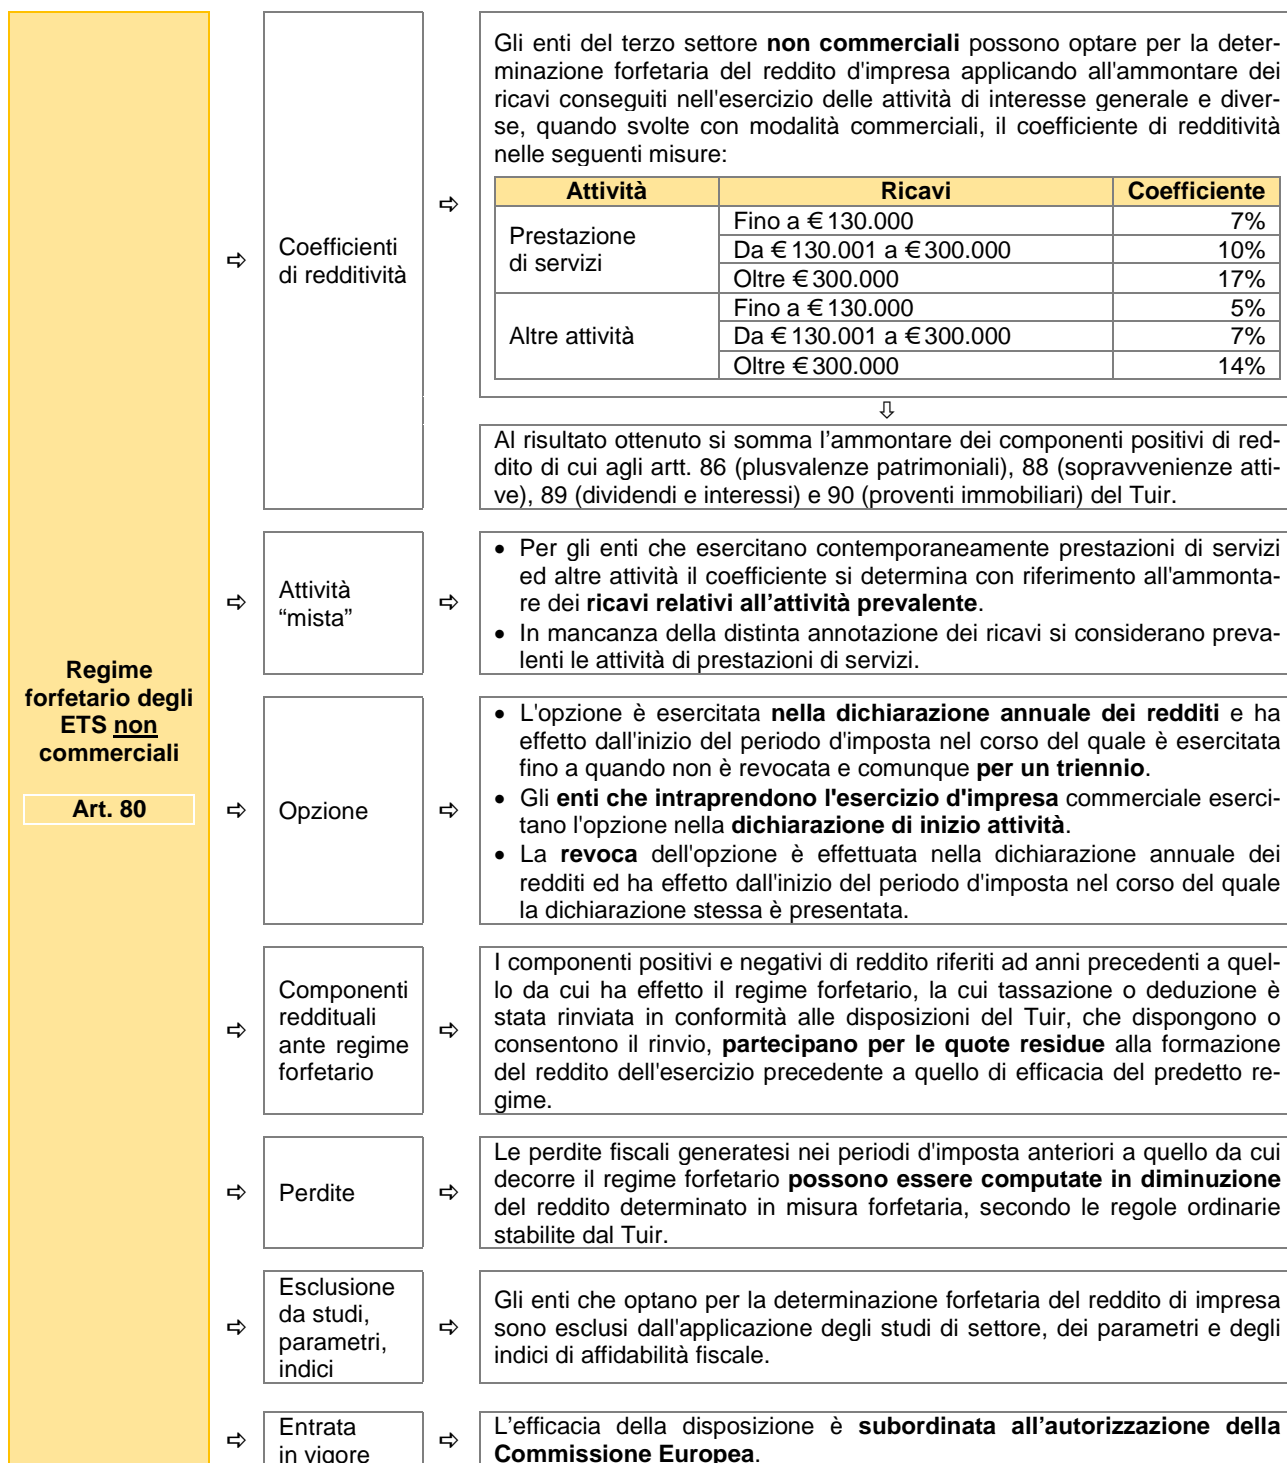 Regime
forfetario degli
ETS non
commerciali
Art. 80
⇨
Coefficienti
di redditività
⇨
Gli enti del terzo settore non commerciali possono optare per la deter-
minazione forfetaria del reddito d'impresa applicando all'ammontare dei
ricavi conseguiti nell'esercizio delle attività di interesse generale e diver-
se, quando svolte con modalità commerciali, il coefficiente di redditività
nelle seguenti misure:
Attività Ricavi Coefficiente
Prestazione
di servizi
Fino a € 130.000 7%
Da € 130.001 a € 300.000 10%
Oltre € 300.000 17%
Altre attività
Fino a € 130.000 5%
Da € 130.001 a € 300.000 7%
Oltre € 300.000 14%
⇩
Al risultato ottenuto si somma l’ammontare dei componenti positivi di red-
dito di cui agli artt. 86 (plusvalenze patrimoniali), 88 (sopravvenienze atti-
ve), 89 (dividendi e interessi) e 90 (proventi immobiliari) del Tuir.
⇨
Attività
“mista”
⇨
• Per gli enti che esercitano contemporaneamente prestazioni di servizi
ed altre attività il coefficiente si determina con riferimento all'ammonta-
re dei ricavi relativi all’attività prevalente.
• In mancanza della distinta annotazione dei ricavi si considerano preva-
lenti le attività di prestazioni di servizi.
⇨
Opzione
⇨
• L'opzione è esercitata nella dichiarazione annuale dei redditi e ha
effetto dall'inizio del periodo d'imposta nel corso del quale è esercitata
fino a quando non è revocata e comunque per un triennio.
• Gli enti che intraprendono l'esercizio d'impresa commerciale eserci-
tano l'opzione nella dichiarazione di inizio attività.
• La revoca dell'opzione è effettuata nella dichiarazione annuale dei
redditi ed ha effetto dall'inizio del periodo d'imposta nel corso del quale
la dichiarazione stessa è presentata.
⇨
Componenti
reddituali
ante regime
forfetario
⇨
I componenti positivi e negativi di reddito riferiti ad anni precedenti a quel-
lo da cui ha effetto il regime forfetario, la cui tassazione o deduzione è
stata rinviata in conformità alle disposizioni del Tuir, che dispongono o
consentono il rinvio, partecipano per le quote residue alla formazione
del reddito dell'esercizio precedente a quello di efficacia del predetto re-
gime.
⇨
Perdite
⇨
Le perdite fiscali generatesi nei periodi d'imposta anteriori a quello da cui
decorre il regime forfetario possono essere computate in diminuzione
del reddito determinato in misura forfetaria, secondo le regole ordinarie
stabilite dal Tuir.
⇨
Esclusione
da studi,
parametri,
indici
⇨
Gli enti che optano per la determinazione forfetaria del reddito di impresa
sono esclusi dall'applicazione degli studi di settore, dei parametri e degli
indici di affidabilità fiscale.
⇨
Entrata
in vigore
⇨
L’efficacia della disposizione è subordinata all’autorizzazione della
Commissione Europea.